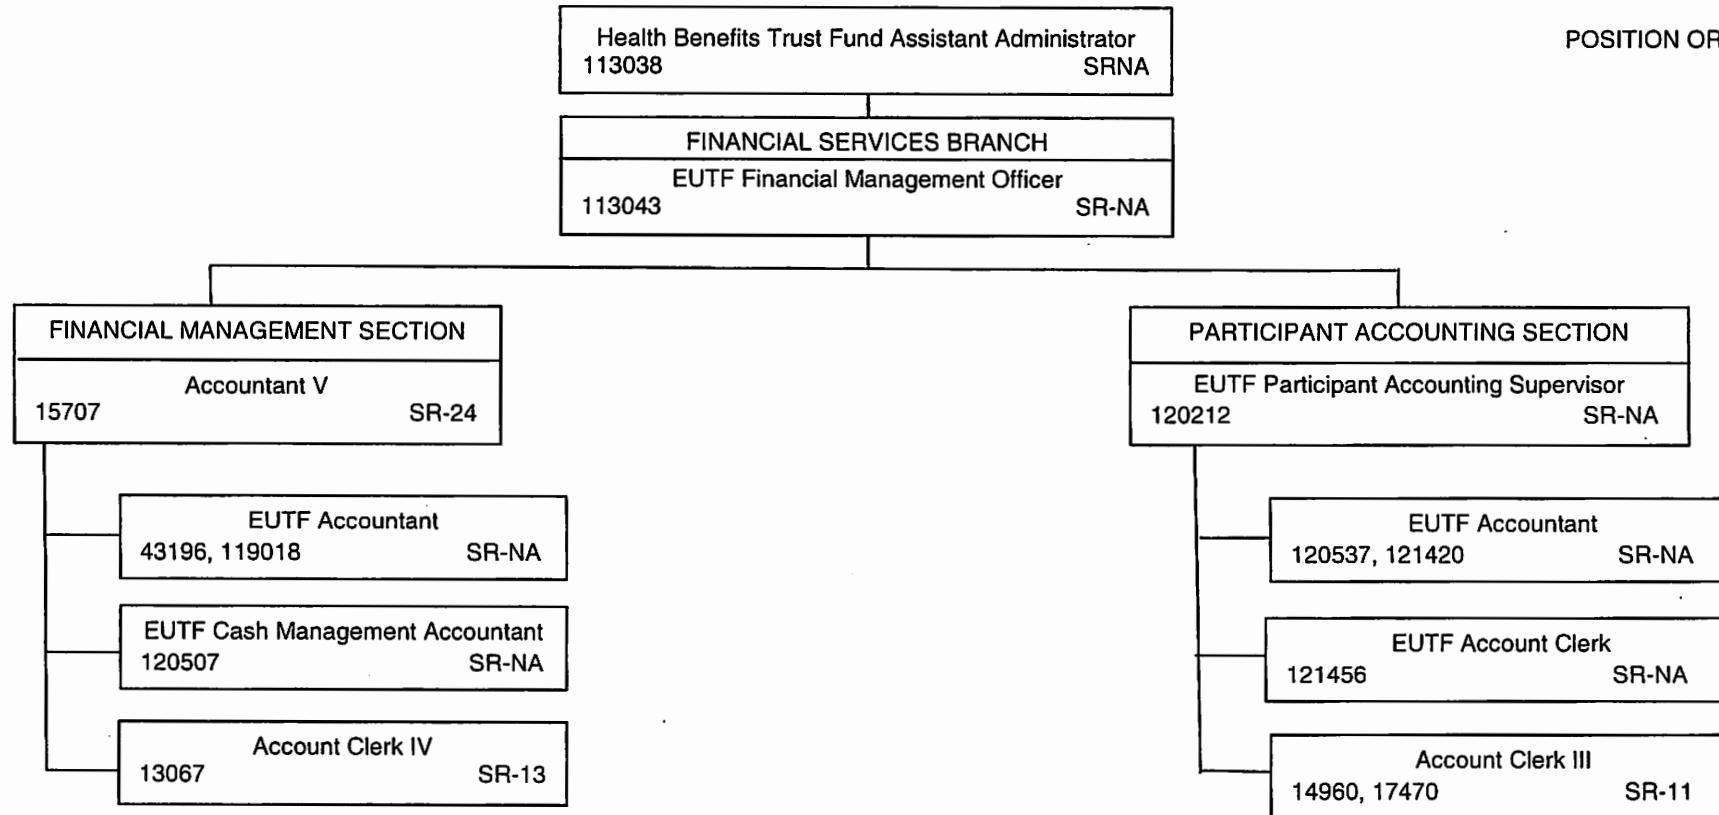 Health Benefits Trust Fund Assistant Administrator
113038 SRNA
POSITION OR
FINANCIAL SERVICES BRANCH
EUTF Financial Management Officer
113043 SR-NA
FINANCIAL MANAGEMENT SECTION
Accountant V
15707 SR-24
EUTF Accountant
43196, 119018 SR-NA
EUTF Cash Management Accountant
120507 SR-NA
Account Clerk IV
13067 SR-13
PARTICIPANT ACCOUNTING SECTION
EUTF Participant Accounting Supervisor
120212 SR-NA
EUTF Accountant
120537, 121420 SR-NA
EUTF Account Clerk
121456 SR-NA
Account Clerk III
14960, 17470 SR-11